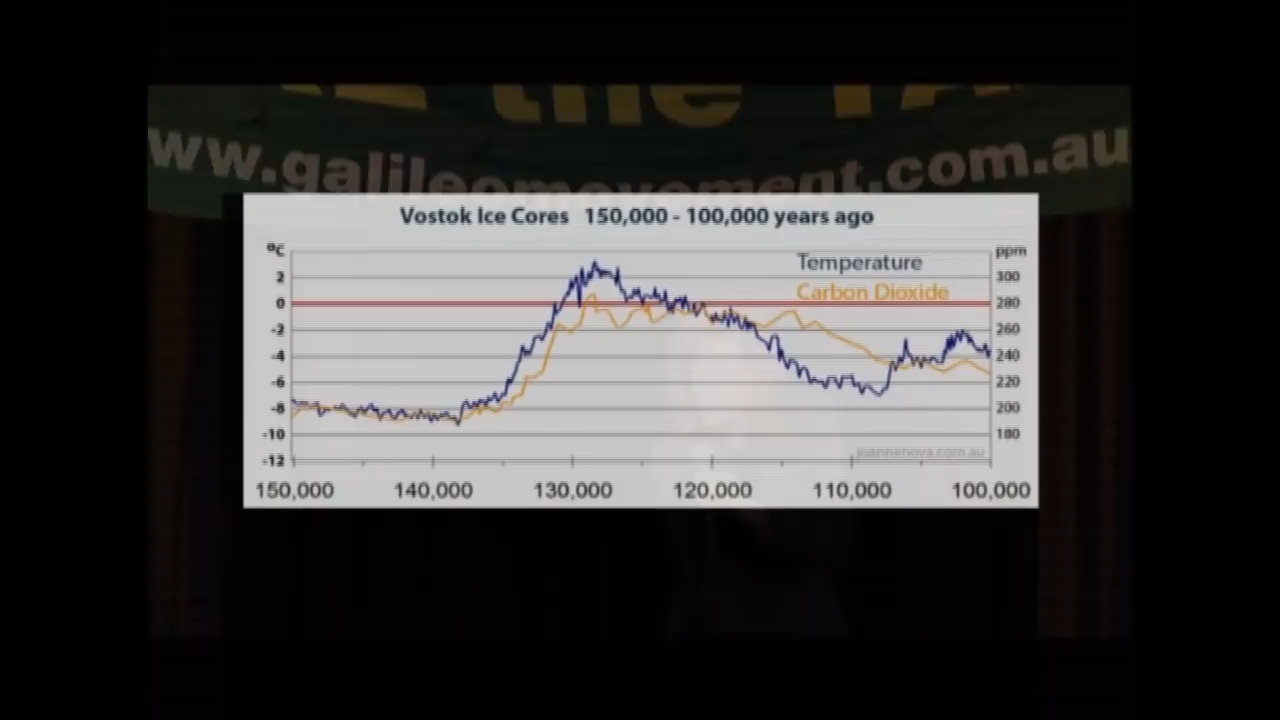 the TA
www.galileomovement.com.au
Vostok Ice Cores 150,000 - 100,000 years ago
ºC
ppm
Temperature
Carbon Dioxide
2
0
-2
-4
-6
-8
-10
-12
300
280
260
240
220
200
180
joannenova.com.au
150,000
140,000
130,000
120,000
110,000
100,000